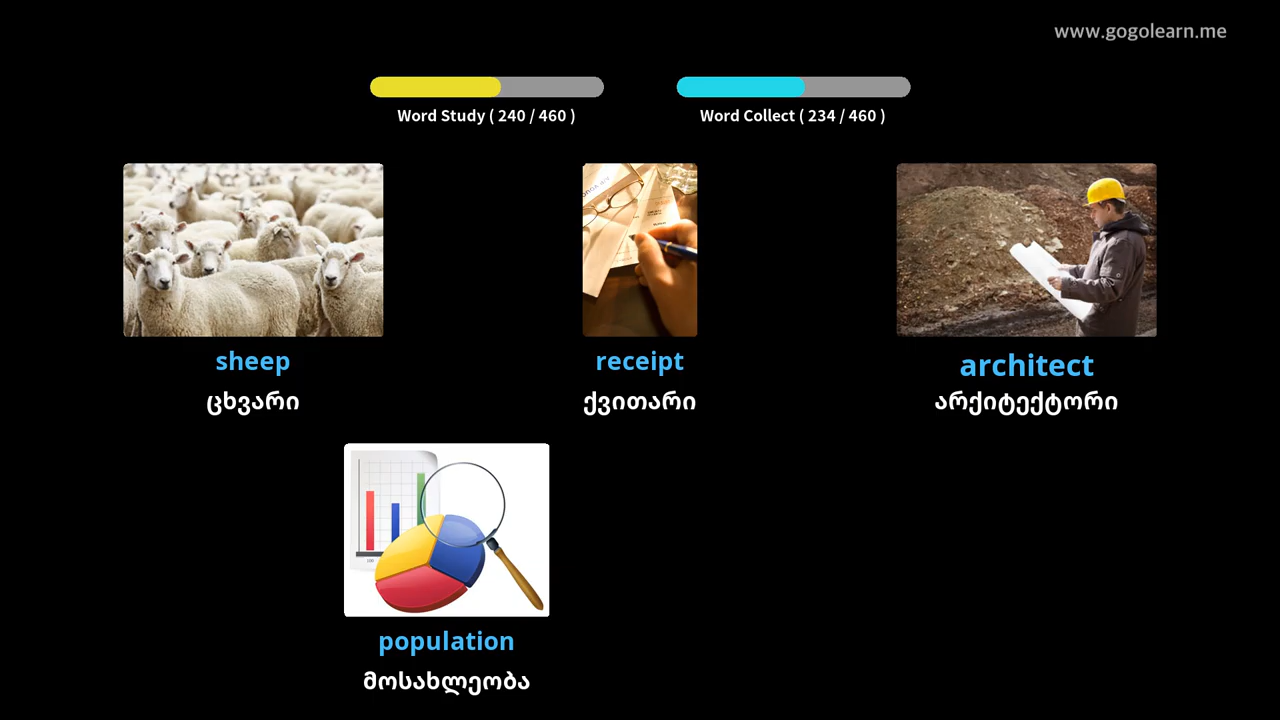 www.gogolearn.me
Word Study ( 240 / 460 )
Word Collect ( 234 / 460 )
sheep
ცხვარი
receipt
ქვითარი
architect
არქიტექტორი
100
population
მოსახლეობა